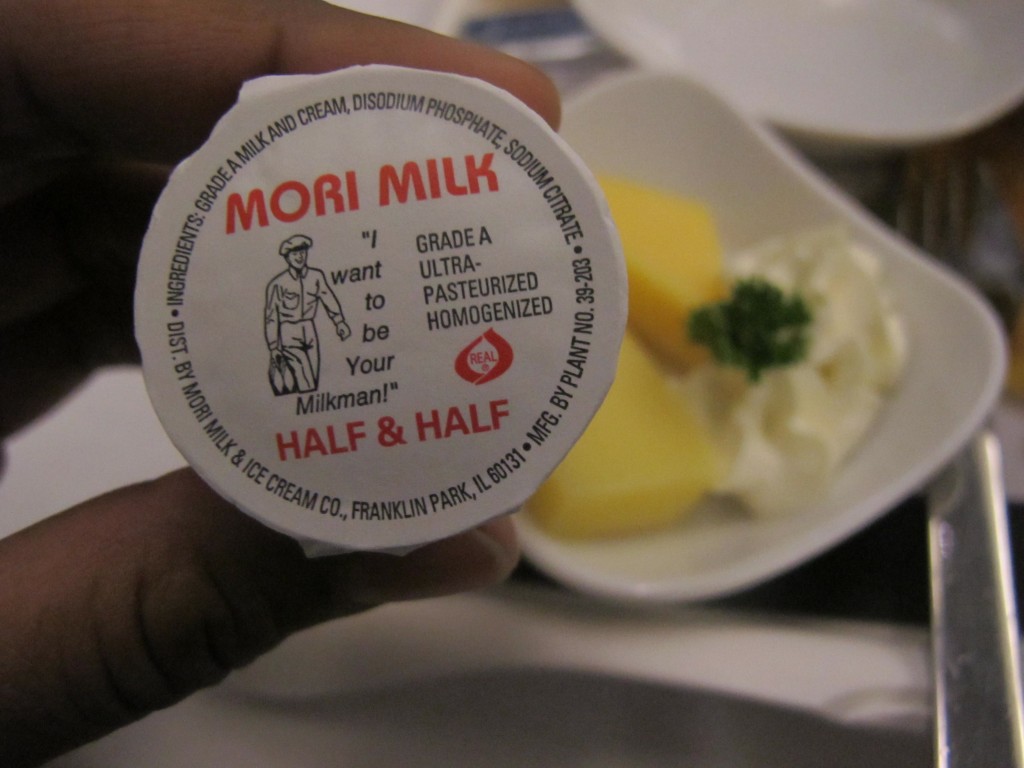 • INGREDIENTS: GRADE A MILK AND CREAM, DISODIUM PHOSPHATE, SODIUM CITRATE •
MORI MILK
"I
want
to
be
Your
Milkman!"
GRADE A
ULTRA-
PASTEURIZED
HOMOGENIZED
REAL
®
HALF & HALF
DIST. BY MORI MILK & ICE CREAM CO., FRANKLIN PARK, IL 60131 • MFG. BY PLANT NO. 39-203